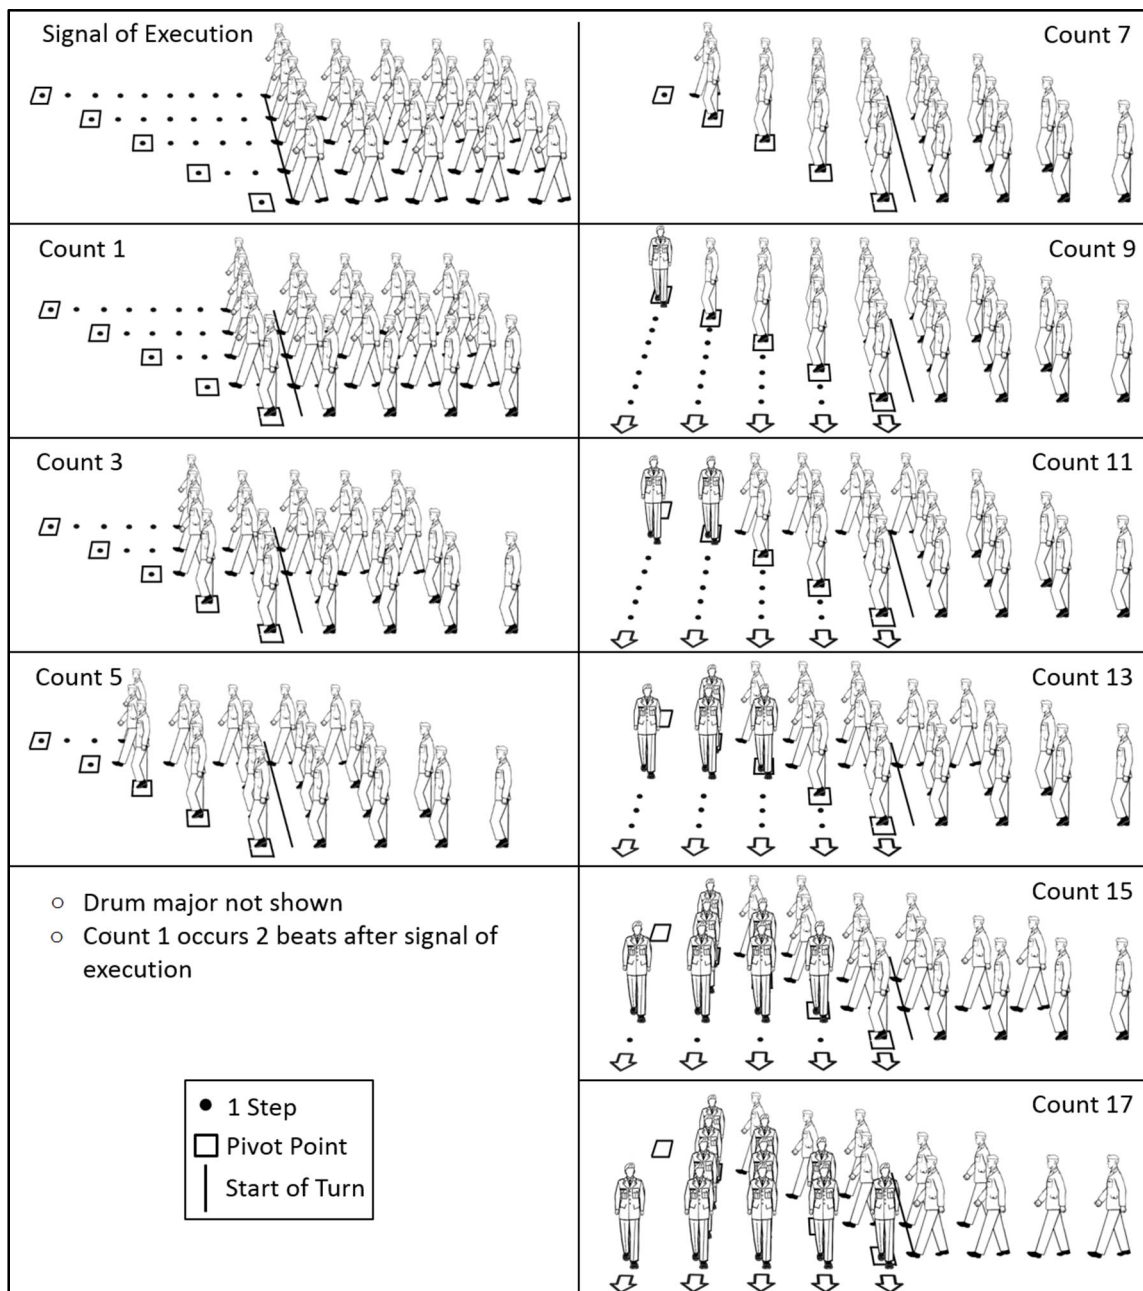 Signal of Execution
Count 1
Count 3
Count 5
Drum major not shown
Count 1 occurs 2 beats after signal of
execution
1 Step
Pivot Point
Start of Turn
Count 7
Count 9
Count 11
Count 13
Count 15
Count 17